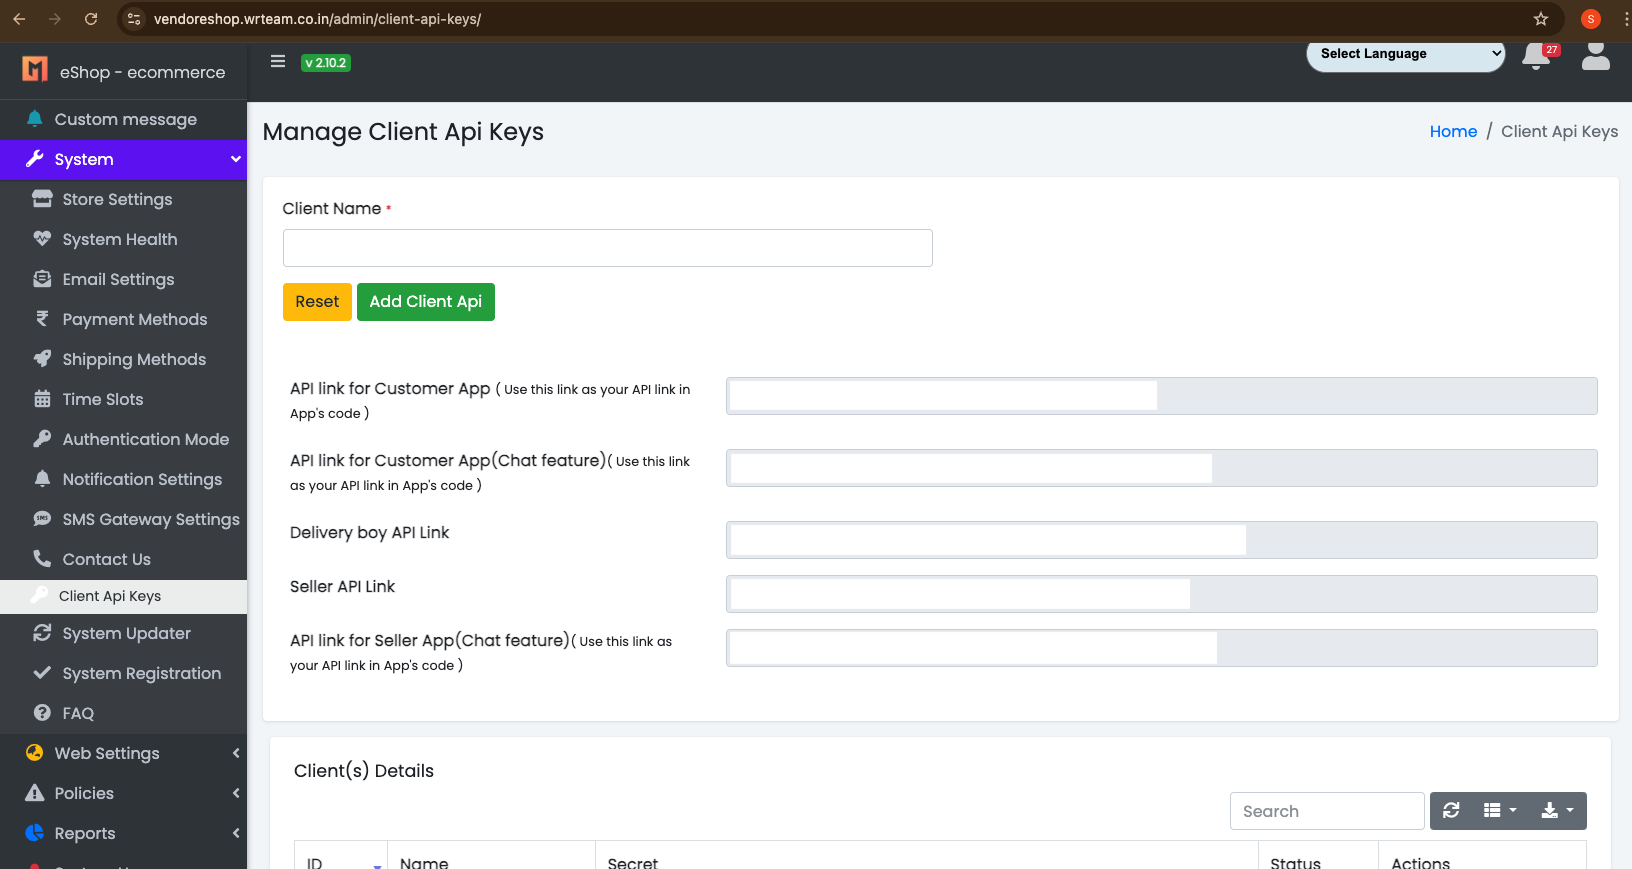 vendoreshop.wrteam.co.in/admin/client-api-keys/
S
eShop - ecommerce
v 2.10.2
Select Language
27
Custom message
System
Store Settings
System Health
Email Settings
Payment Methods
Shipping Methods
Time Slots
Authentication Mode
Notification Settings
SMS
SMS Gateway Settings
Contact Us
Client Api Keys
System Updater
System Registration
FAQ
Web Settings
Policies
Reports
Manage Client Api Keys
Home / Client Api Keys
Client Name *
Reset
Add Client Api
API link for Customer App ( Use this link as your API link in
App's code )
API link for Customer App(Chat feature)( Use this link
as your API link in App's code )
Delivery boy API Link
Seller API Link
API link for Seller App(Chat feature)( Use this link as
your API link in App's code )
Client(s) Details
Search
ID Name Secret Status Actions